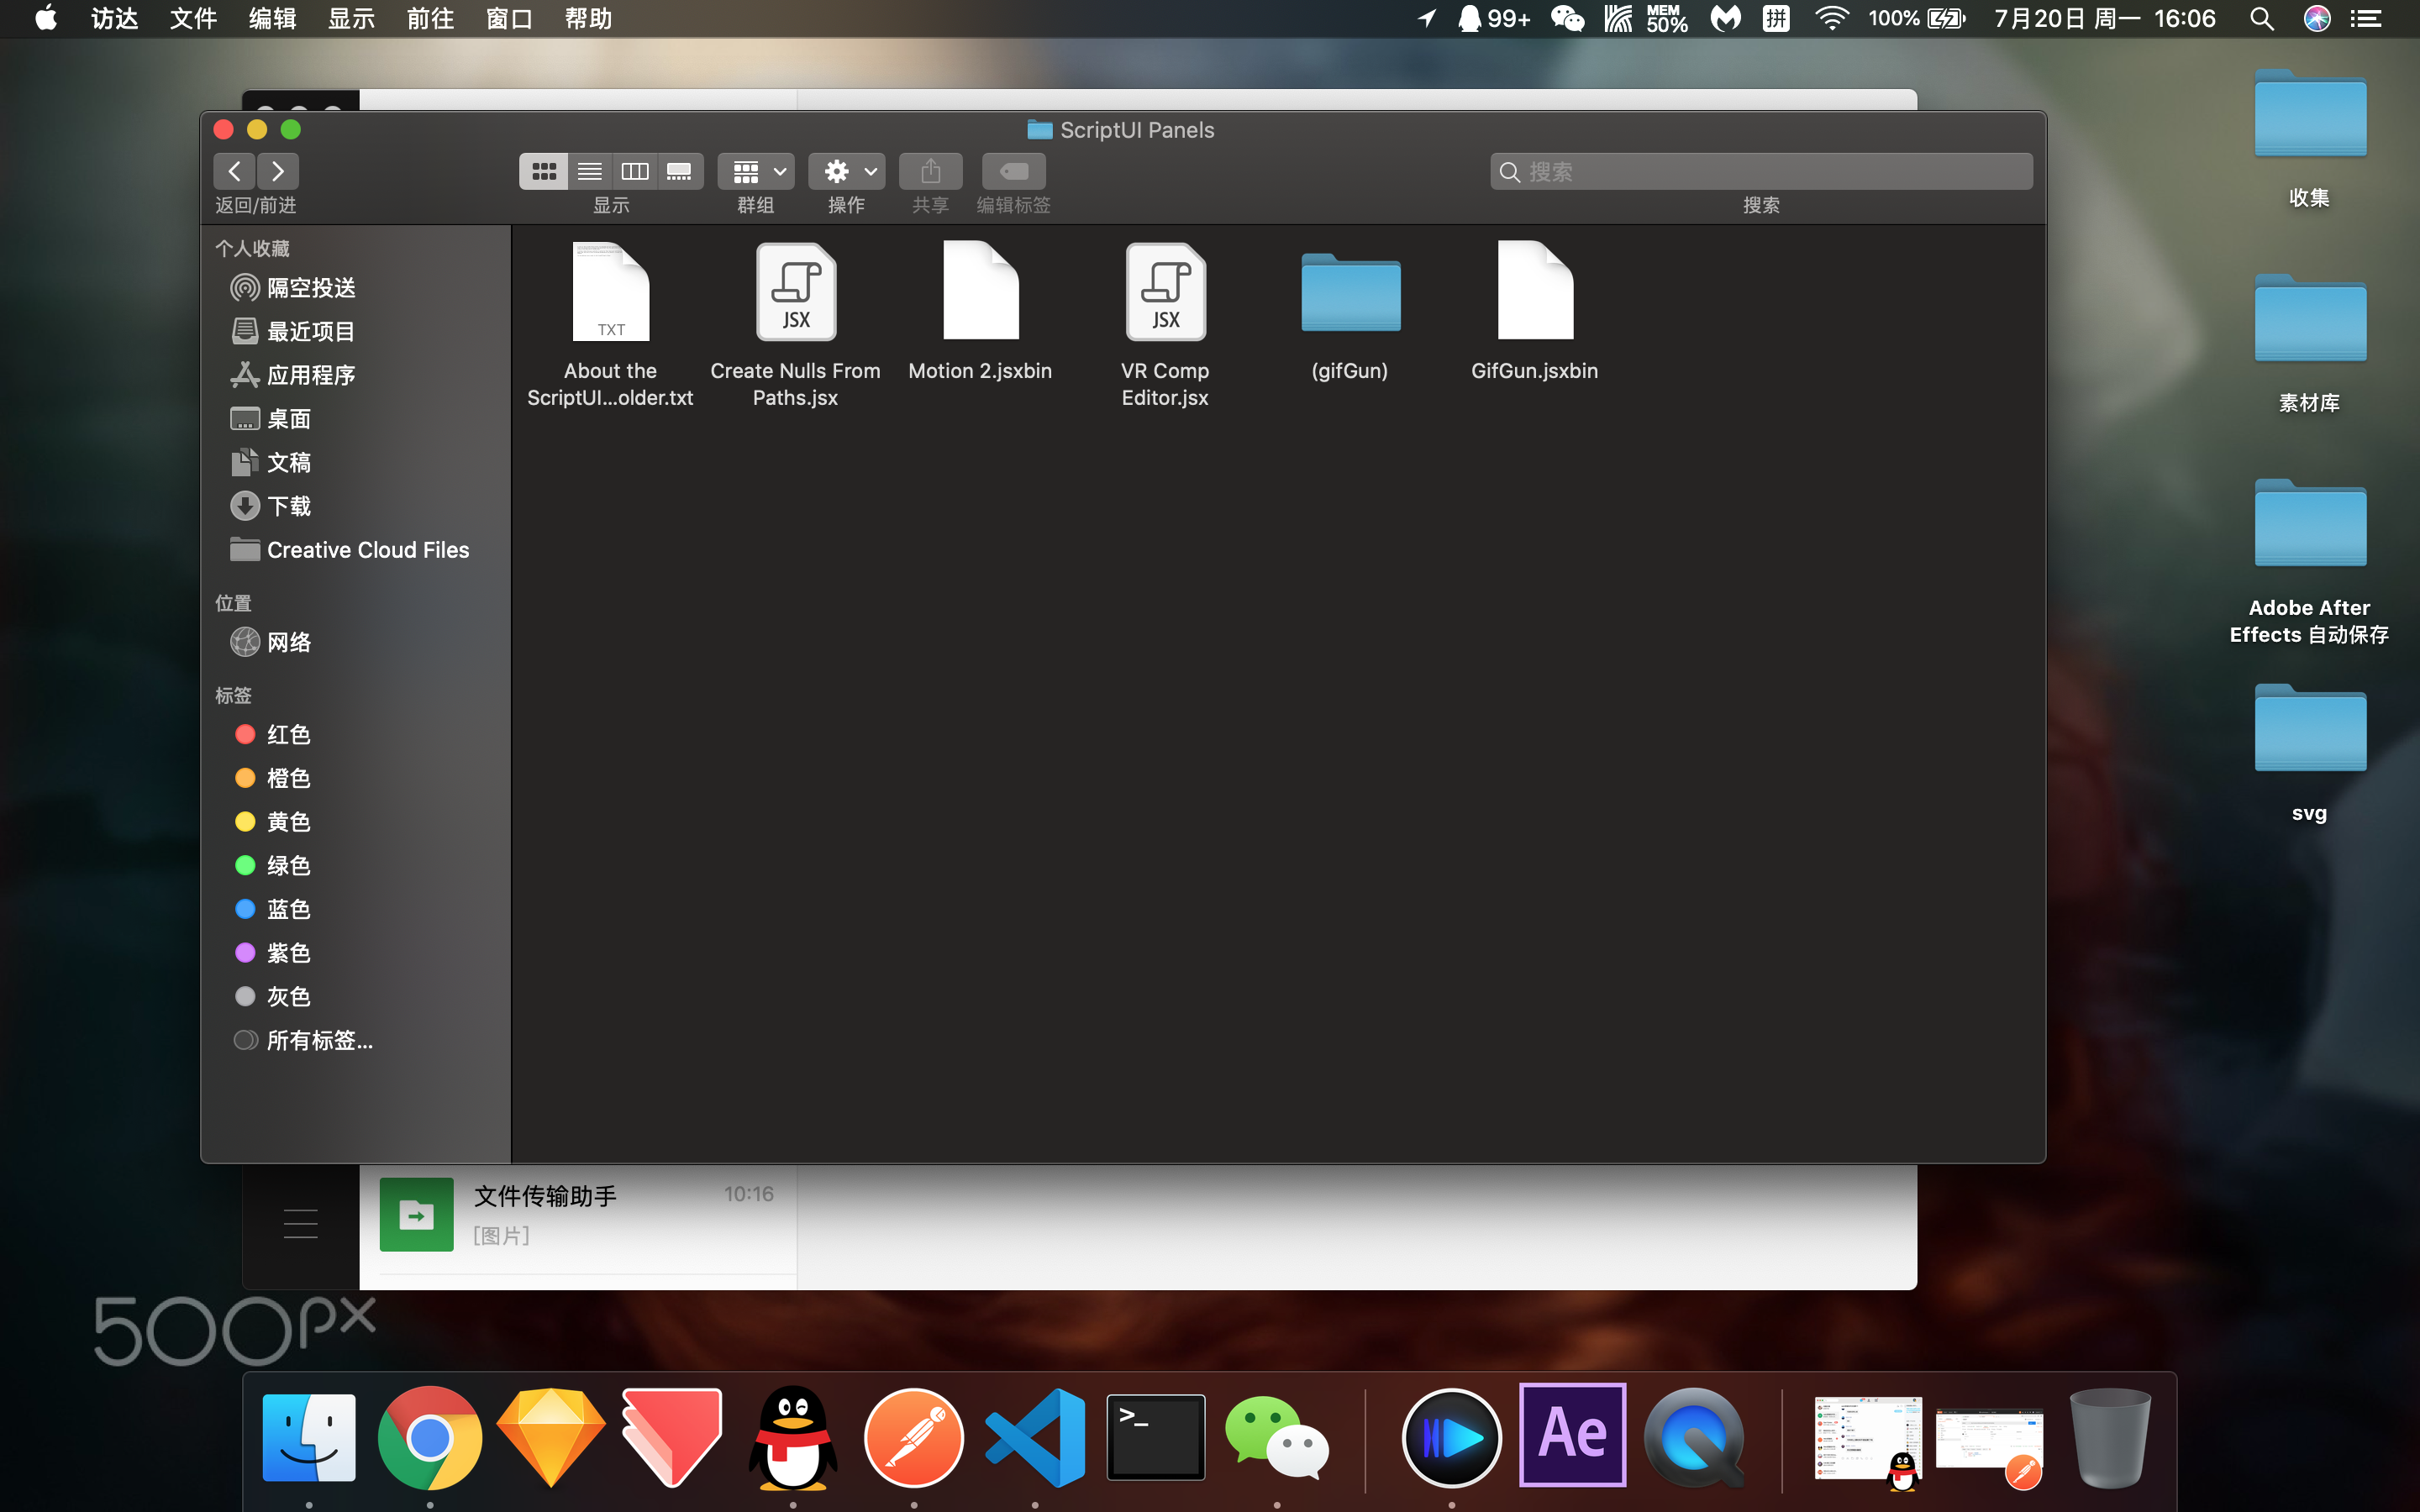 访达 文件 编辑 显示 前往 窗口 帮助 99+ MEM 50% 拼 100% 7月20日 周一 16:06
ScriptUI Panels
搜索
返回/前进 显示 群组 操作 共享 编辑标签 搜索
个人收藏
隔空投送
最近项目
应用程序
桌面
文稿
下载
Creative Cloud Files
位置
网络
标签
红色
橙色
黄色
绿色
蓝色
紫色
灰色
所有标签...
TXT
About the
ScriptUI...older.txt
JSX
Create Nulls From
Paths.jsx
Motion 2.jsxbin
JSX
VR Comp
Editor.jsx
(gifGun)
GifGun.jsxbin
收集
素材库
Adobe After
Effects 自动保存
svg
文件传输助手 10:16
[图片]
500px
>_
Ae